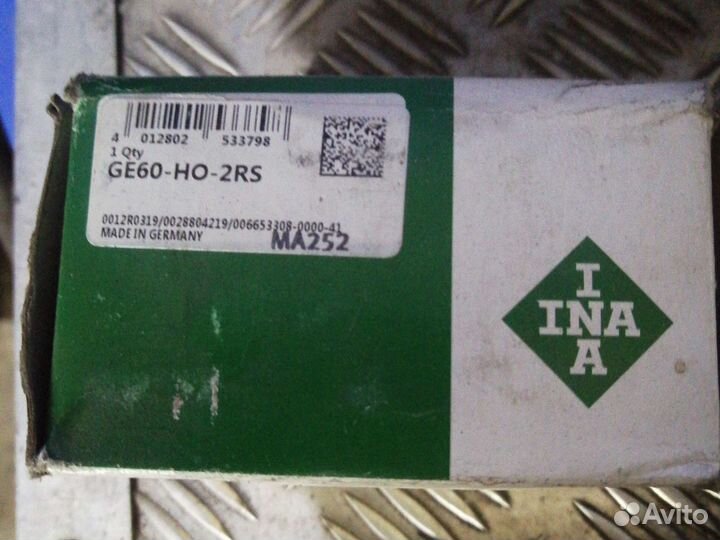 4 012802 533798
1 Qty
GE60-HO-2RS
0012R0319/0028804219/006653308-0000-41
MADE IN GERMANY
MA252
INA
INA
Avito